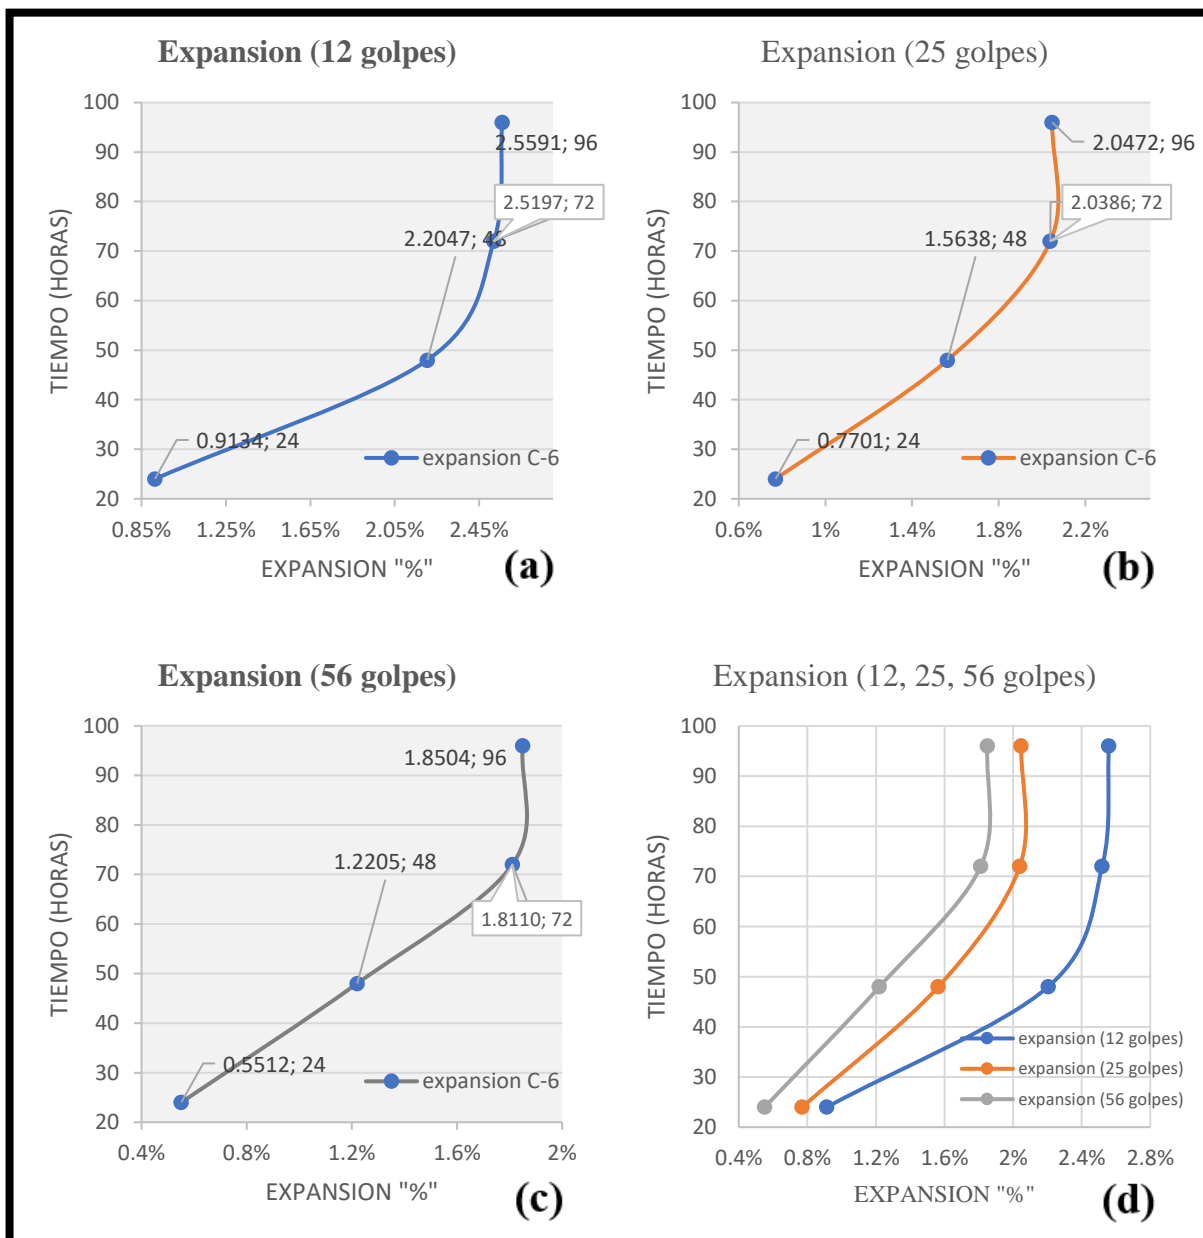 Expansion (12 golpes)
100
90
80
70
60
50
40
30
20
TIEMPO (HORAS)
2.5591; 96
2.5197; 72
2.2047; 48
0.9134; 24
expansion C-6
0.85% 1.25% 1.65% 2.05% 2.45%
EXPANSION "%"
(a)
Expansion (25 golpes)
100
90
80
70
60
50
40
30
20
TIEMPO (HORAS)
2.0472; 96
2.0386; 72
1.5638; 48
0.7701; 24
expansion C-6
0.6% 1% 1.4% 1.8% 2.2%
EXPANSION "%"
(b)
Expansion (56 golpes)
100
90
80
70
60
50
40
30
20
TIEMPO (HORAS)
1.8504; 96
1.2205; 48
1.8110; 72
0.5512; 24
expansion C-6
0.4% 0.8% 1.2% 1.6% 2%
EXPANSION "%"
(c)
Expansion (12, 25, 56 golpes)
100
90
80
70
60
50
40
30
20
TIEMPO (HORAS)
expansion (12 golpes)
expansion (25 golpes)
expansion (56 golpes)
0.4% 0.8% 1.2% 1.6% 2% 2.4% 2.8%
EXPANSION "%"
(d)